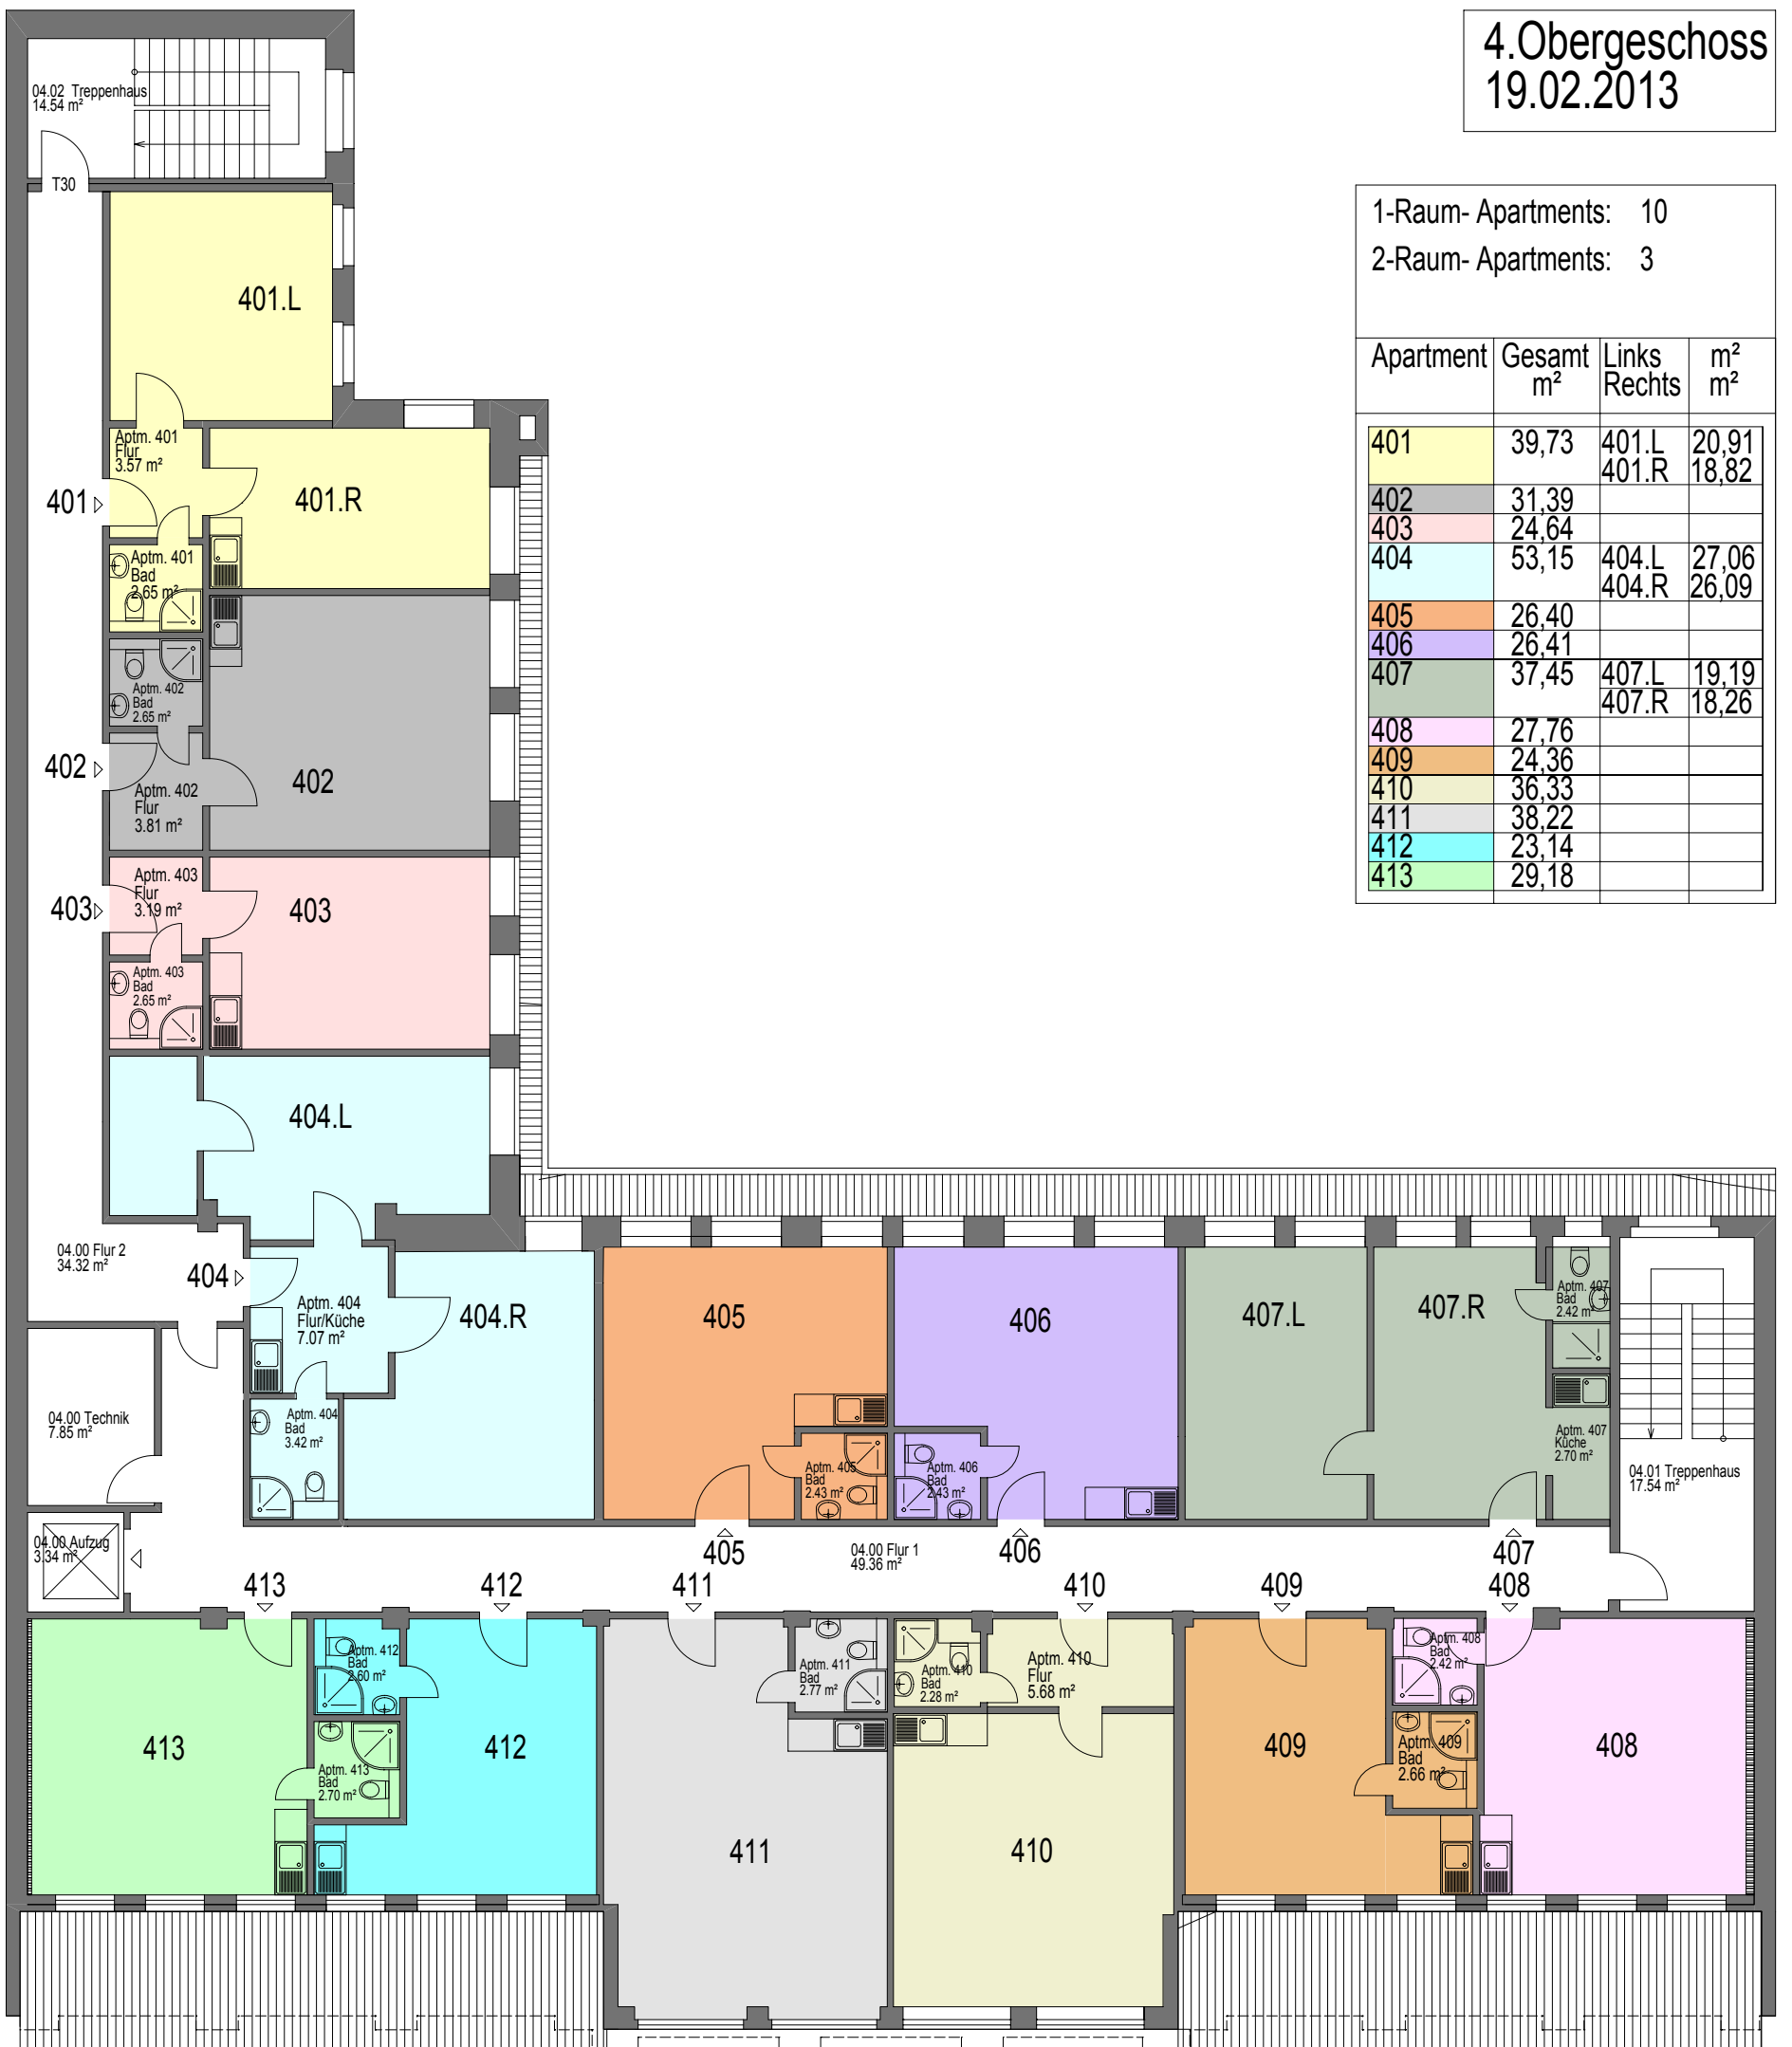 4.Obergeschoss
19.02.2013
1-Raum- Apartments: 10
2-Raum- Apartments: 3
Apartment Gesamt Links m²
m² Rechts m²
401 39,73 401.L 20,91
401.R 18,82
402 31,39
403 24,64
404 53,15 404.L 27,06
404.R 26,09
405 26,40
406 26,41
407 37,45 407.L 19,19
407.R 18,26
408 27,76
409 24,36
410 36,33
411 38,22
412 23,14
413 29,18
04.02 Treppenhaus
14.54 m²
T30
401.L
Aptm. 401
Flur
3.57 m²
401
401.R
Aptm. 401
Bad
2.65 m²
Aptm. 402
Bad
2.65 m²
402
Aptm. 402
Flur
3.81 m²
402
Aptm. 403
Flur
3.19 m²
403
403
Aptm. 403
Bad
2.65 m²
404.L
04.00 Flur 2
34.32 m²
404
Aptm. 404
Flur/Küche
7.07 m²
404.R
Aptm. 404
Bad
3.42 m²
04.00 Technik
7.85 m²
04.00 Aufzug
3.34 m²
405
Aptm. 405
Bad
2.43 m²
406
Aptm. 406
Bad
2.43 m²
407.L
407.R
Aptm. 407
Bad
2.42 m²
Aptm. 407
Küche
2.70 m²
04.01 Treppenhaus
17.54 m²
405
04.00 Flur 1
49.36 m²
406
407
413
412
411
410
409
408
413
Aptm. 412
Bad
2.60 m²
Aptm. 413
Bad
2.70 m²
412
Aptm. 411
Bad
2.77 m²
411
Aptm. 410
Bad
2.28 m²
Aptm. 410
Flur
5.68 m²
410
409
Aptm. 408
Bad
2.42 m²
Aptm. 409
Bad
2.66 m²
408